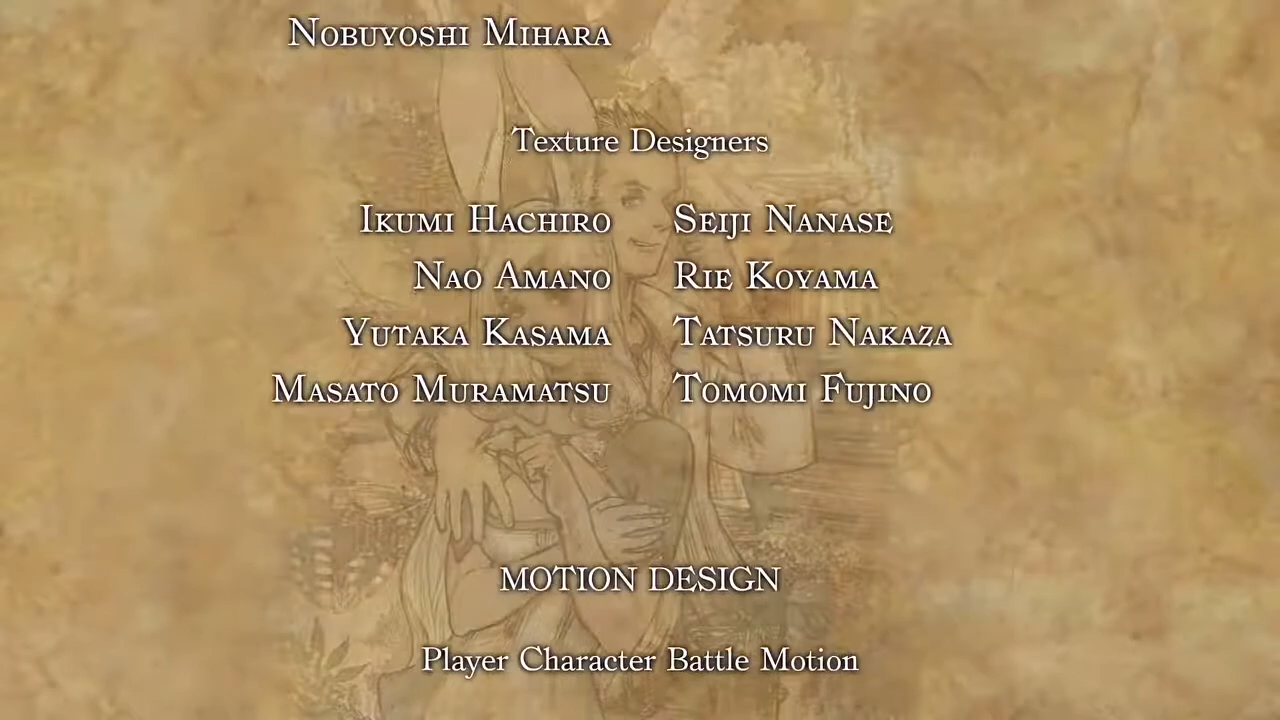 Nobuyoshi Mihara
Texture Designers
Ikumi Hachiro Seiji Nanase
Nao Amano Rie Koyama
Yutaka Kasama Tatsuru Nakaza
Masato Muramatsu Tomomi Fujino
MOTION DESIGN
Player Character Battle Motion